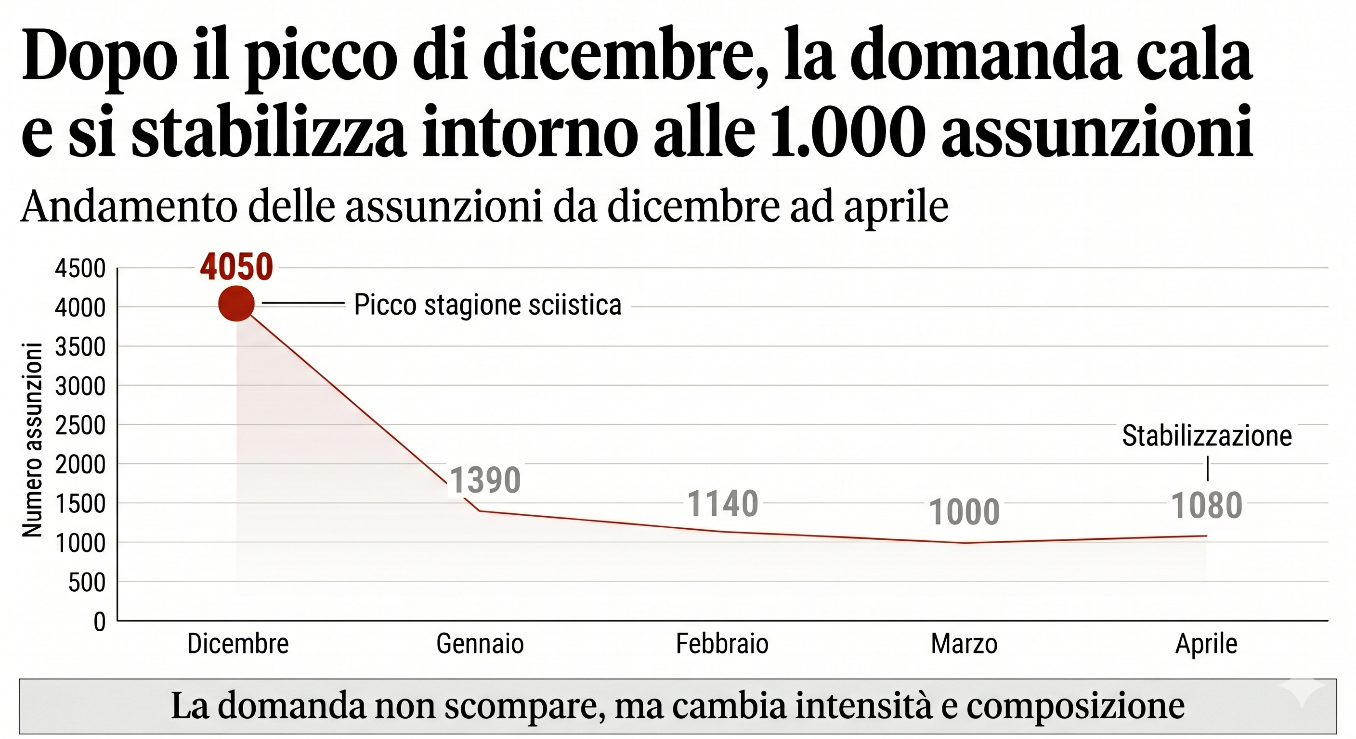 Dopo il picco di dicembre, la domanda cala
e si stabilizza intorno alle 1.000 assunzioni
Andamento delle assunzioni da dicembre ad aprile
Numero assunzioni
4500
4000
3500
3000
2500
2000
1500
1000
500
0
4050
Picco stagione sciistica
1390
1140
1000
1080
Stabilizzazione
Dicembre
Gennaio
Febbraio
Marzo
Aprile
La domanda non scompare, ma cambia intensità e composizione